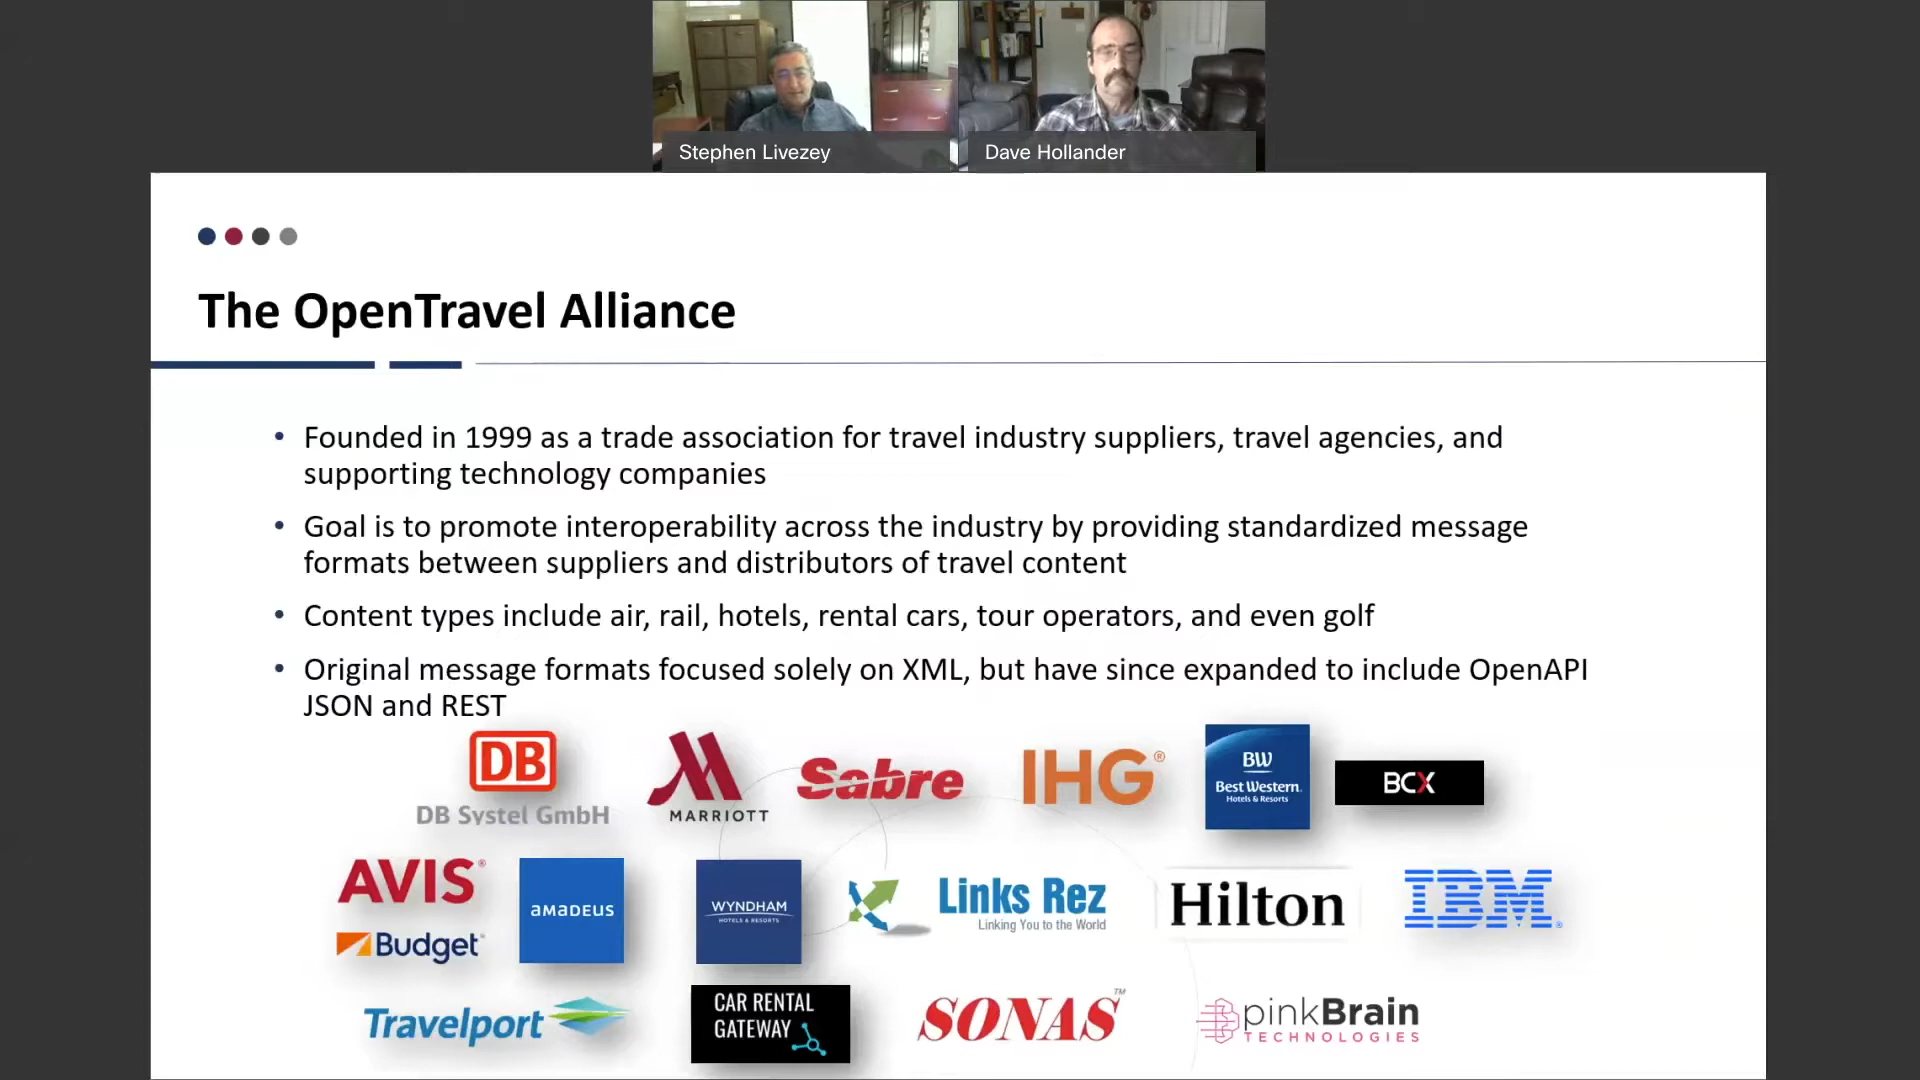 Stephen Livezey
Dave Hollander
The OpenTravel Alliance
• Founded in 1999 as a trade association for travel industry suppliers, travel agencies, and
supporting technology companies
• Goal is to promote interoperability across the industry by providing standardized message
formats between suppliers and distributors of travel content
• Content types include air, rail, hotels, rental cars, tour operators, and even golf
• Original message formats focused solely on XML, but have since expanded to include OpenAPI
JSON and REST
DB
DB Systel GmbH
MARRIOTT
Sabre
IHG®
BW
Best Western.
Hotels & Resorts
BCX
AVIS®
Budget
amadeus
WYNDHAM
HOTELS & RESORTS
Links Rez
Linking You to the World
Hilton
IBM®
Travelport
CAR RENTAL
GATEWAY
SONAS™
pinkBrain
TECHNOLOGIES